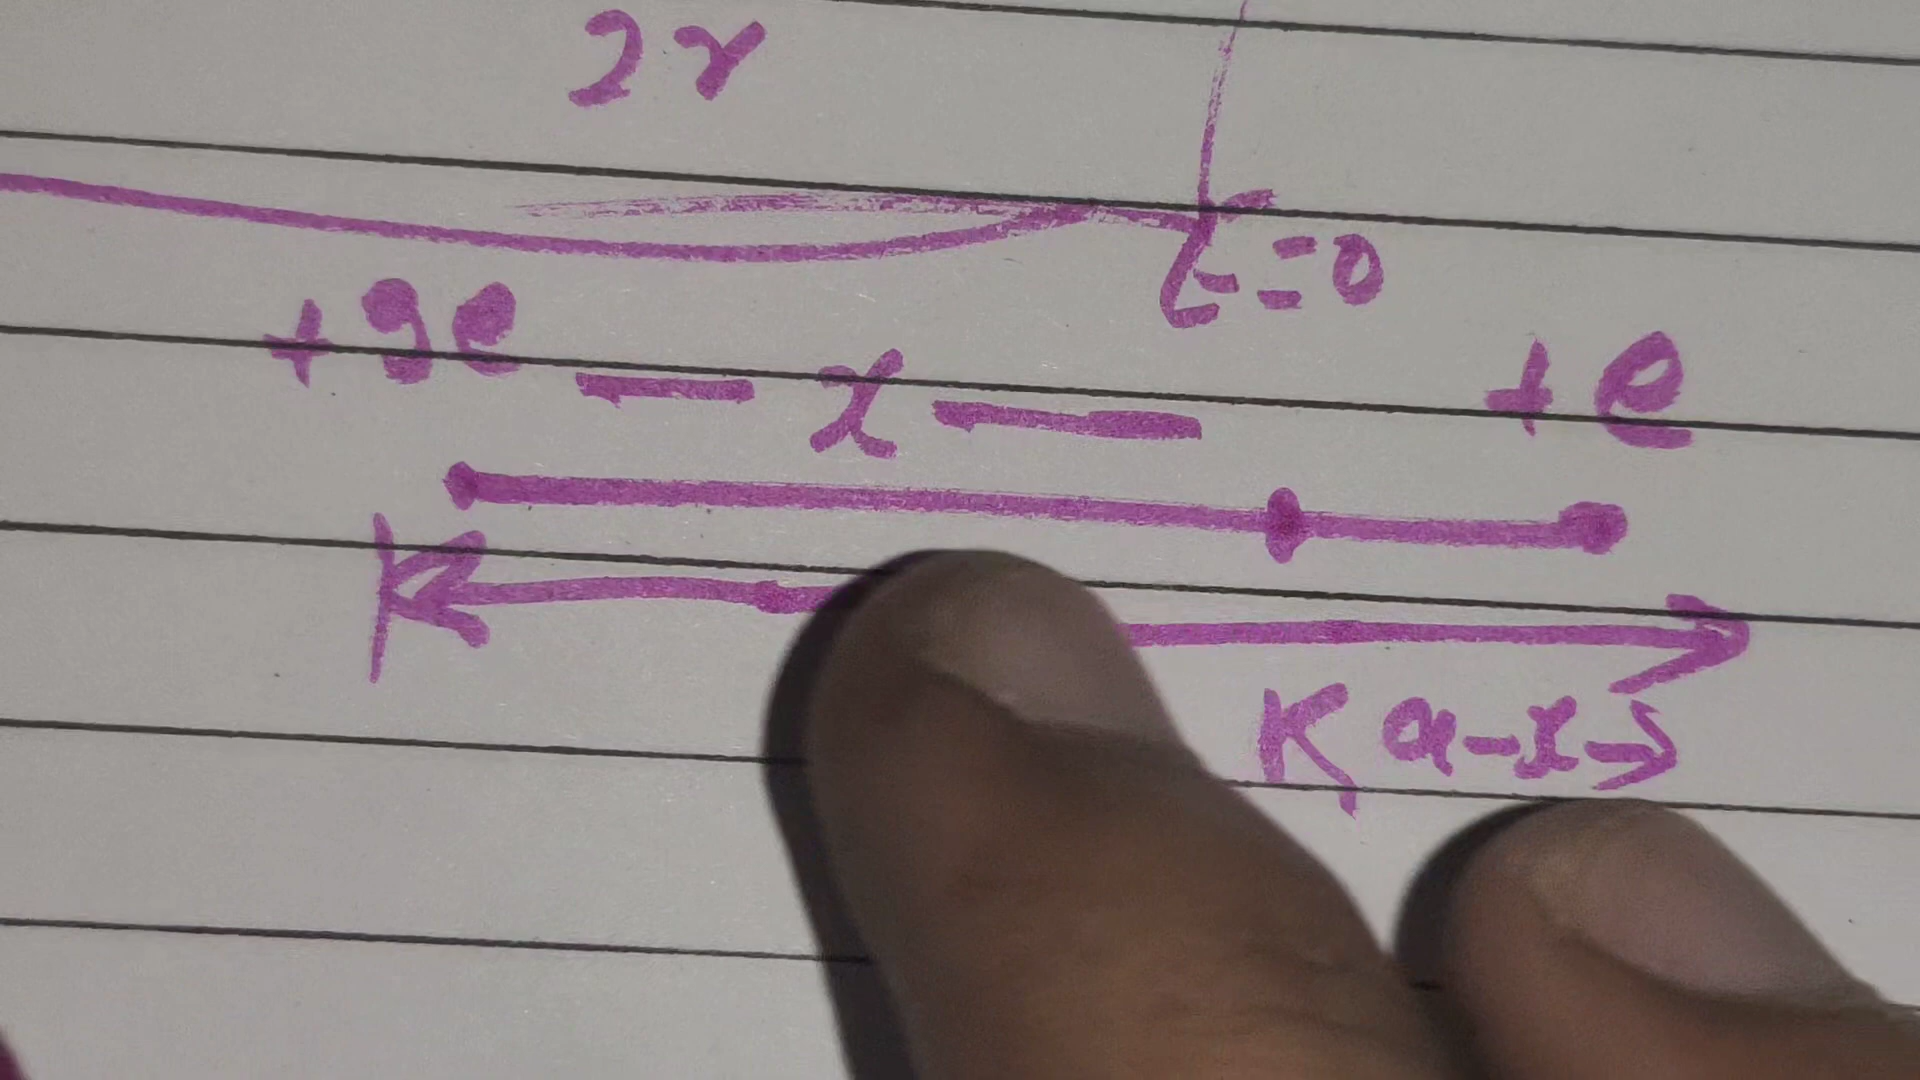 2r
t=0
+9e — x — +e
K a-x →